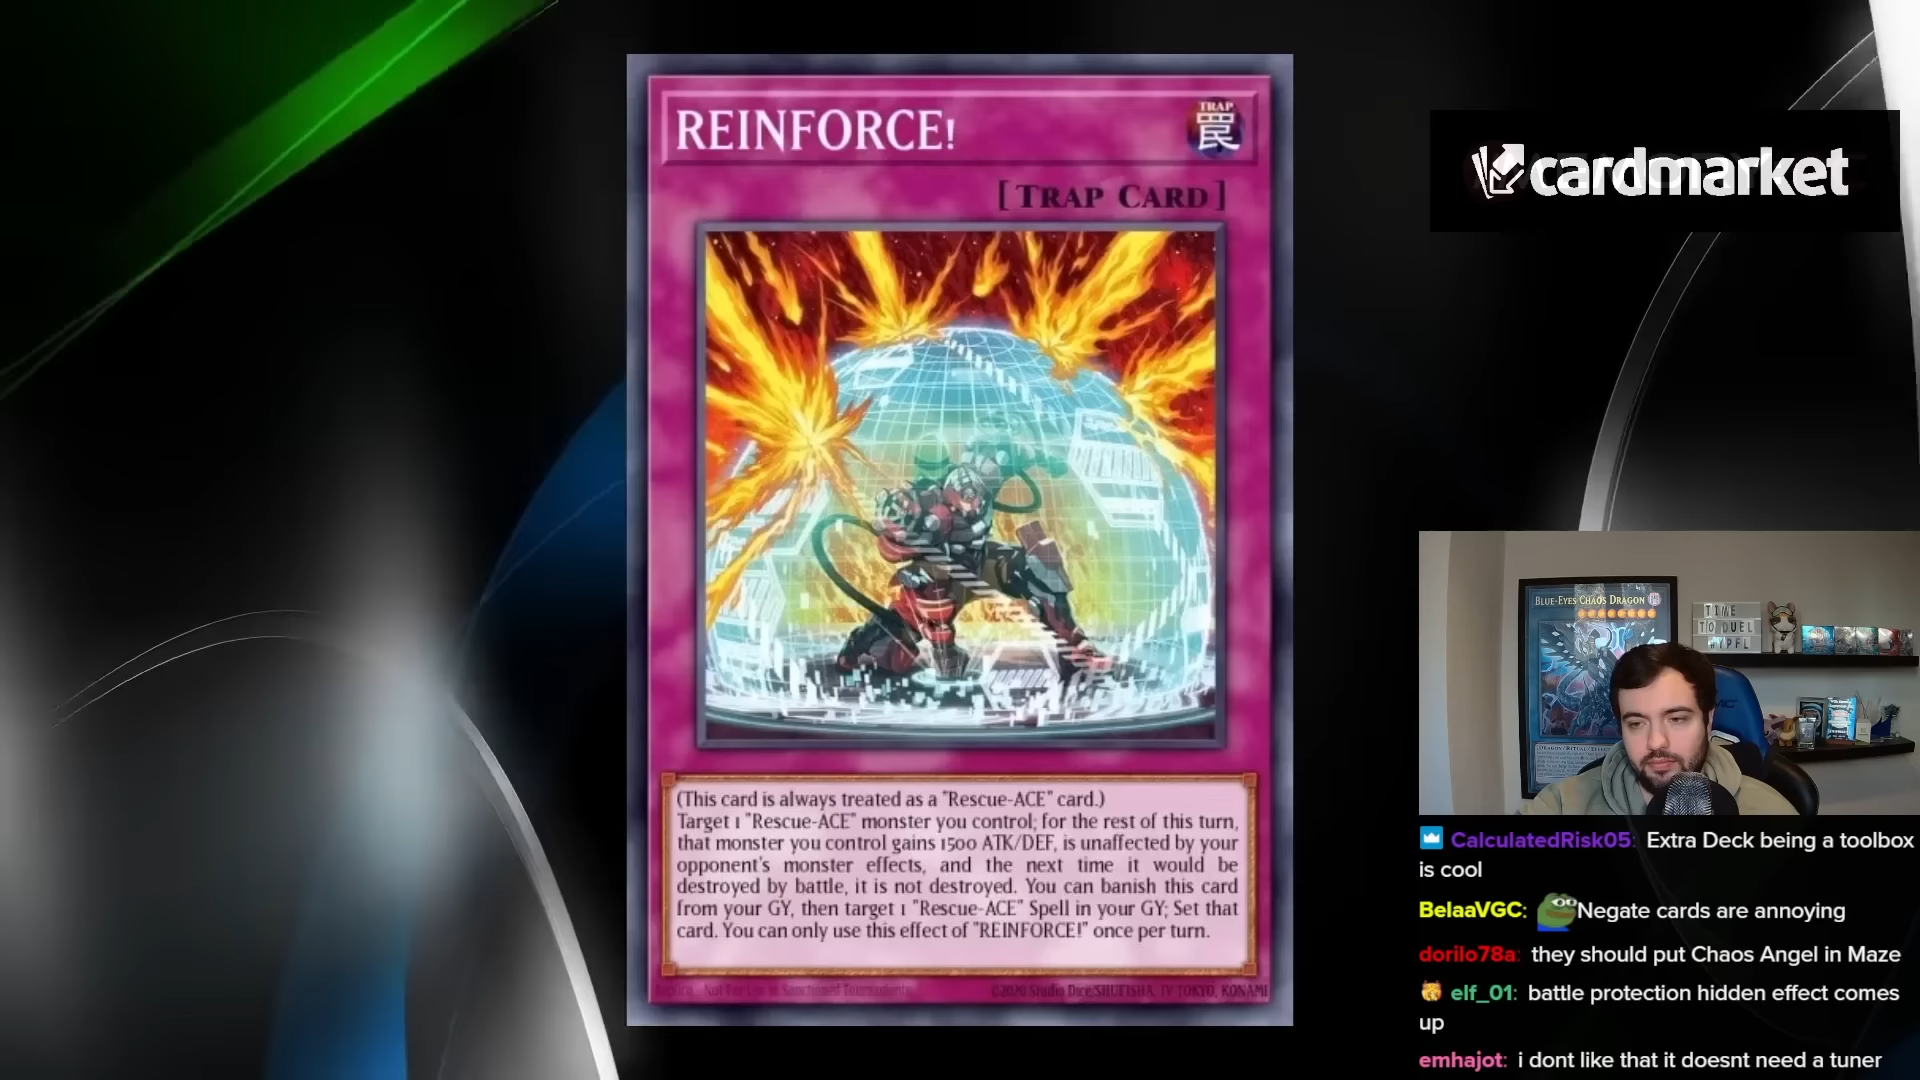 REINFORCE!
TRAP
罠
[TRAP CARD]
(This card is always treated as a "Rescue-ACE" card.)
Target 1 "Rescue-ACE" monster you control; for the rest of this turn,
that monster you control gains 1500 ATK/DEF, is unaffected by your
opponent's monster effects, and the next time it would be
destroyed by battle, it is not destroyed. You can banish this card
from your GY, then target 1 "Rescue-ACE" Spell in your GY; Set that
card. You can only use this effect of "REINFORCE!" once per turn.
Not For Use in Sanctioned Tournaments
©2020 Studio Dice/SHUEISHA, TV TOKYO, KONAMI
cardmarket
BLUE-EYES CHAOS DRAGON
TIME
TO DUEL
#YPFL
CalculatedRisk05: Extra Deck being a toolbox
is cool
BelaaVGC: Negate cards are annoying
dorilo78a: they should put Chaos Angel in Maze
elf_01: battle protection hidden effect comes
up
emhajot: i dont like that it doesnt need a tuner